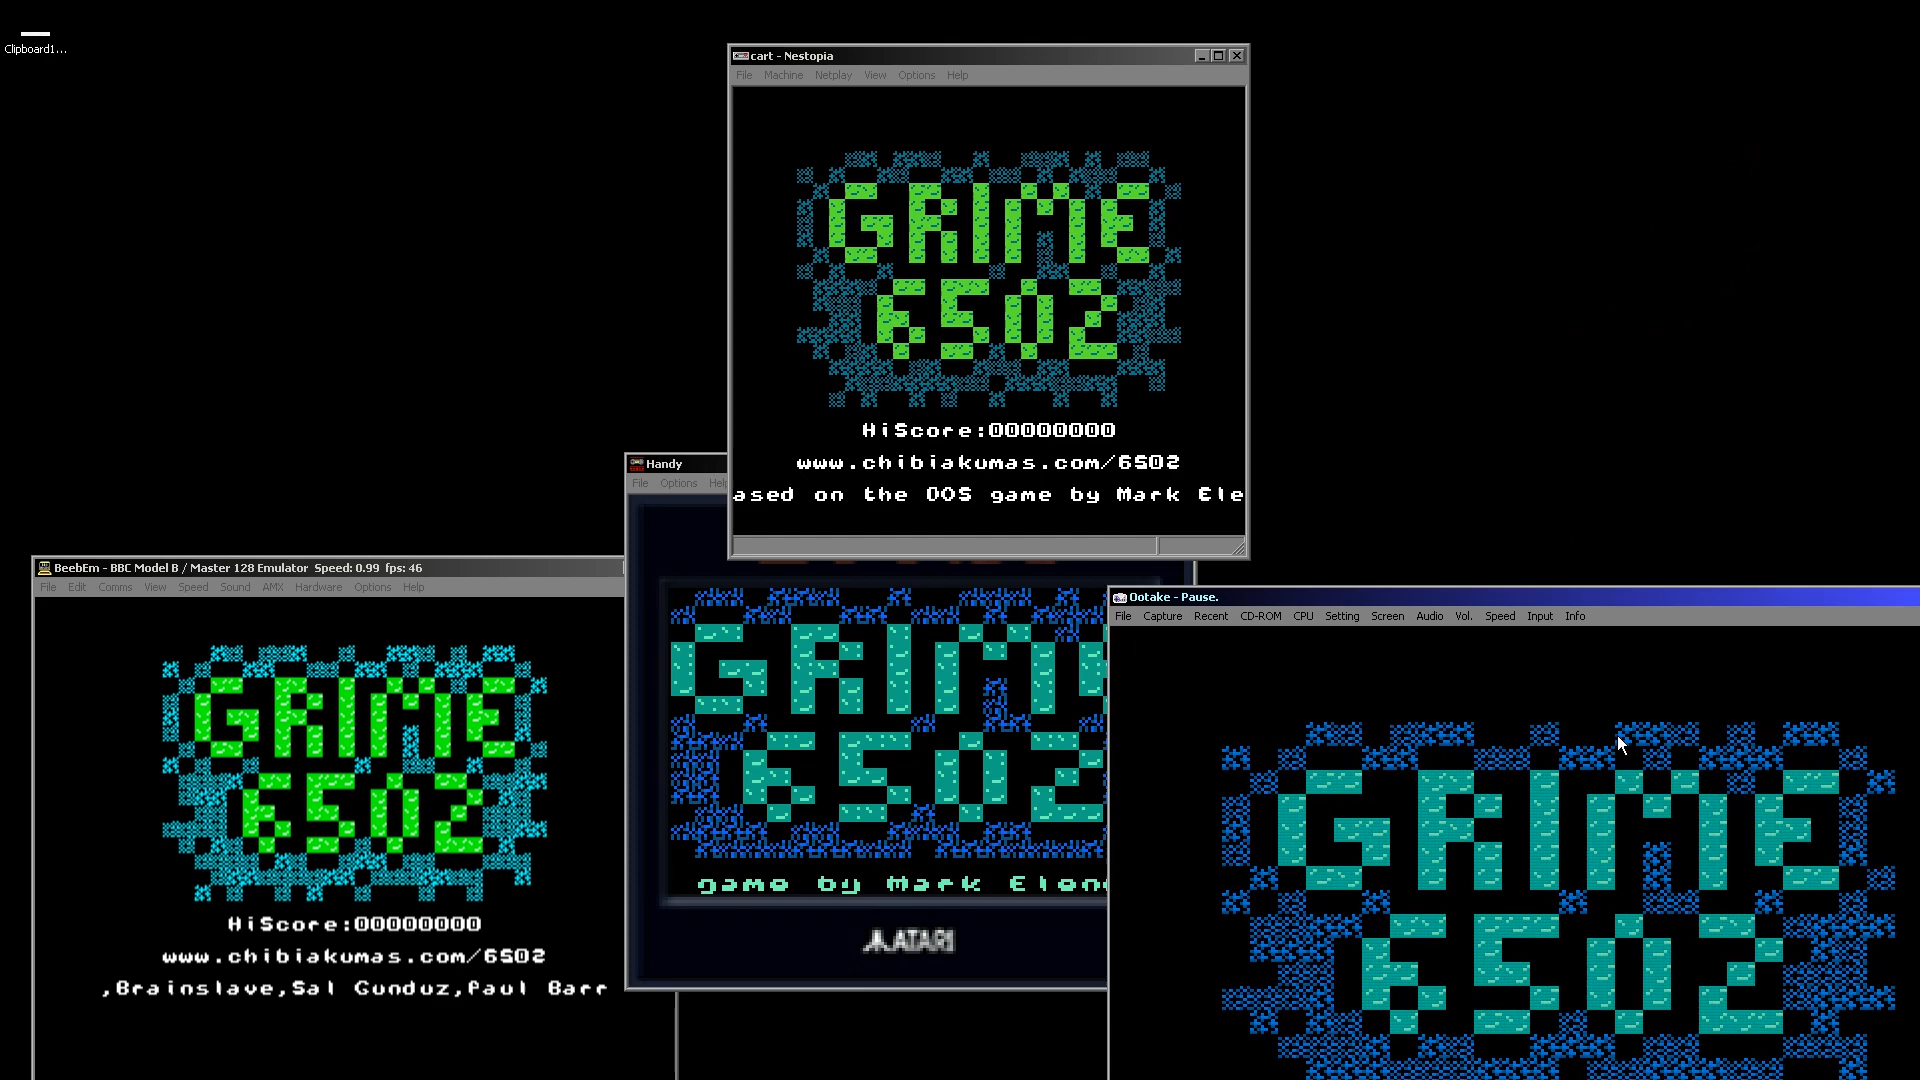 Clipboard1...
cart - Nestopia
File Machine Netplay View Options Help
GRIME
6502
HiScore:00000000
www.chibiakumas.com/6502
ased on the DOS game by Mark Ele
Handy
File Options Help
GRIME
6502
game by Mark Elend
ATARI
BeebEm - BBC Model B / Master 128 Emulator Speed: 0.99 fps: 46
File Edit Comms View Speed Sound AMX Hardware Options Help
GRIME
6502
HiScore:00000000
www.chibiakumas.com/6502
,Brainslave,Sal Gunduz,Paul Barr
Ootake - Pause.
File Capture Recent CD-ROM CPU Setting Screen Audio Vol. Speed Input Info
GRIME
6502